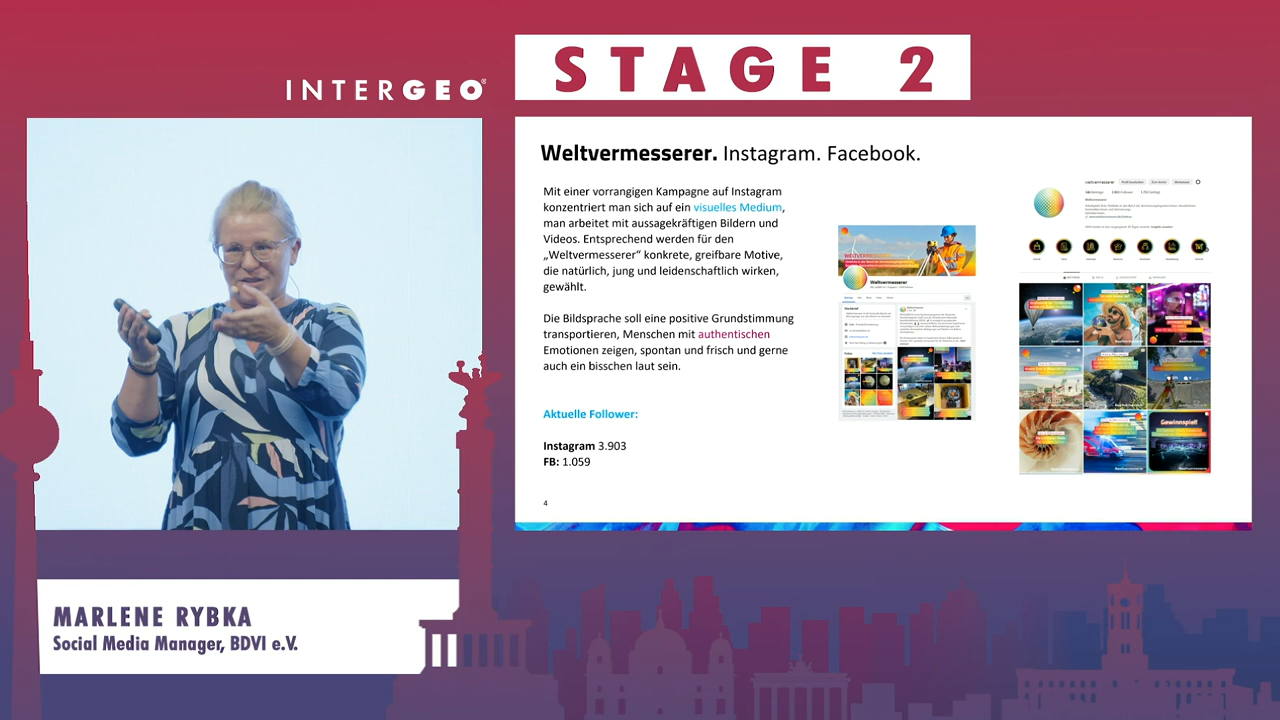 STAGE 2
INTERGEO®
Weltvermesserer. Instagram. Facebook.
Mit einer vorrangigen Kampagne auf Instagram
konzentriert man sich auf ein visuelles Medium,
man arbeitet mit aussagekräftigen Bildern und
Videos. Entsprechend werden für den
„Weltvermesserer“ konkrete, greifbare Motive,
die natürlich, jung und leidenschaftlich wirken,
gewählt.
Die Bildsprache soll eine positive Grundstimmung
transportieren, Menschen und authentischen
Emotionen zeigen, spontan und frisch und gerne
auch ein bisschen laut sein.
Aktuelle Follower:
Instagram 3.903
FB: 1.059
4
Weltvermesserer
weltvermesserer
Gewinnspiel!
MARLENE RYBKA
Social Media Manager, BDVI e.V.